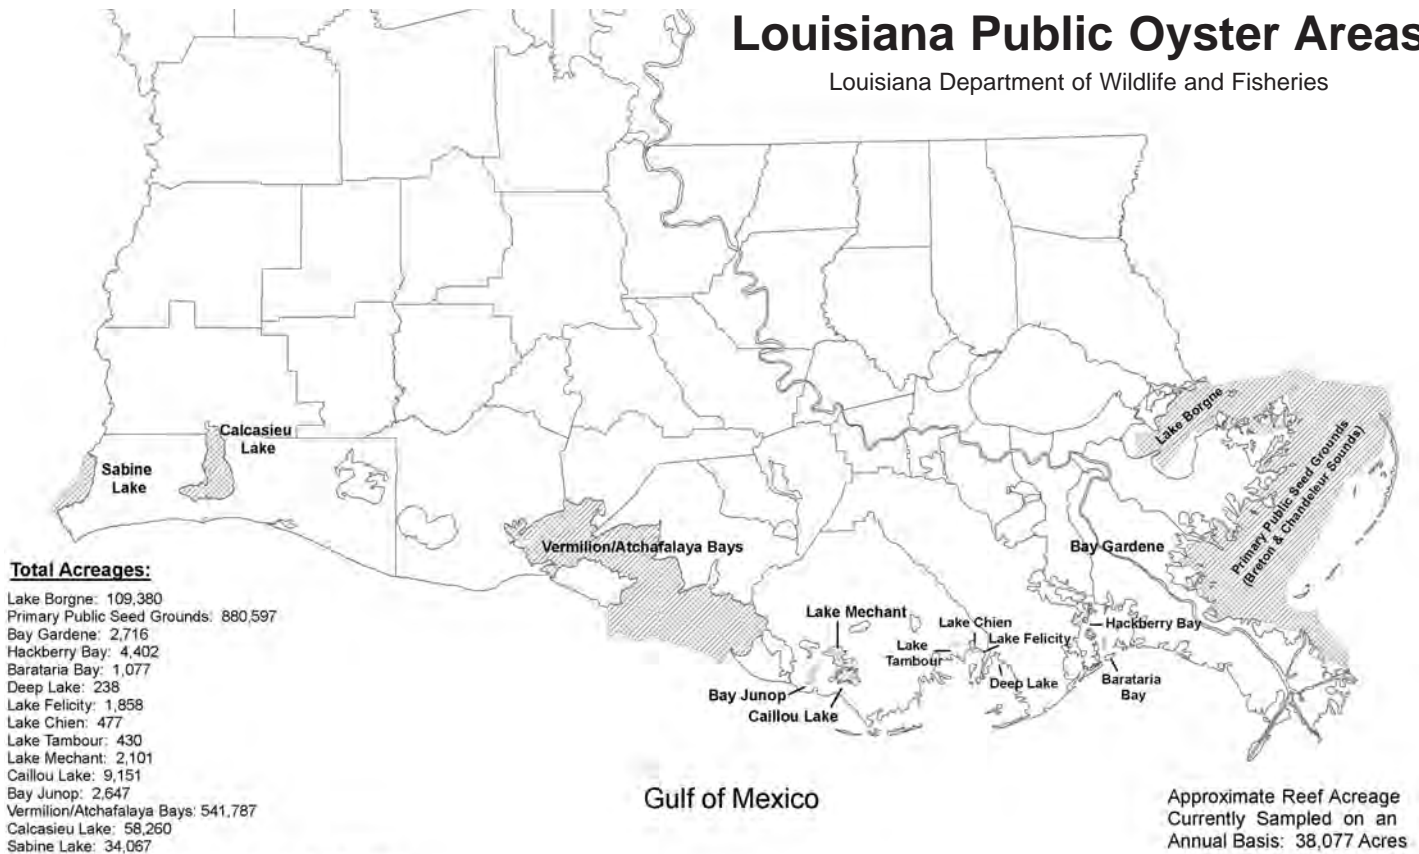 Louisiana Public Oyster Areas
Louisiana Department of Wildlife and Fisheries
Lake Borgne
Primary Public Seed Grounds
(Breton & Chandeleur Sounds)
Calcasieu
Lake
Sabine
Lake
Vermilion/Atchafalaya Bays
Bay Gardene
Lake Mechant
Lake Chien
Lake Felicity
Hackberry Bay
Lake
Tambour
Deep Lake
Barataria
Bay
Bay Junop
Caillou Lake
Total Acreages:
Lake Borgne: 109,380
Primary Public Seed Grounds: 880,597
Bay Gardene: 2,716
Hackberry Bay: 4,402
Barataria Bay: 1,077
Deep Lake: 238
Lake Felicity: 1,858
Lake Chien: 477
Lake Tambour: 430
Lake Mechant: 2,101
Caillou Lake: 9,151
Bay Junop: 2,647
Vermilion/Atchafalaya Bays: 541,787
Calcasieu Lake: 58,260
Sabine Lake: 34,067
Gulf of Mexico
Approximate Reef Acreage
Currently Sampled on an
Annual Basis: 38,077 Acres